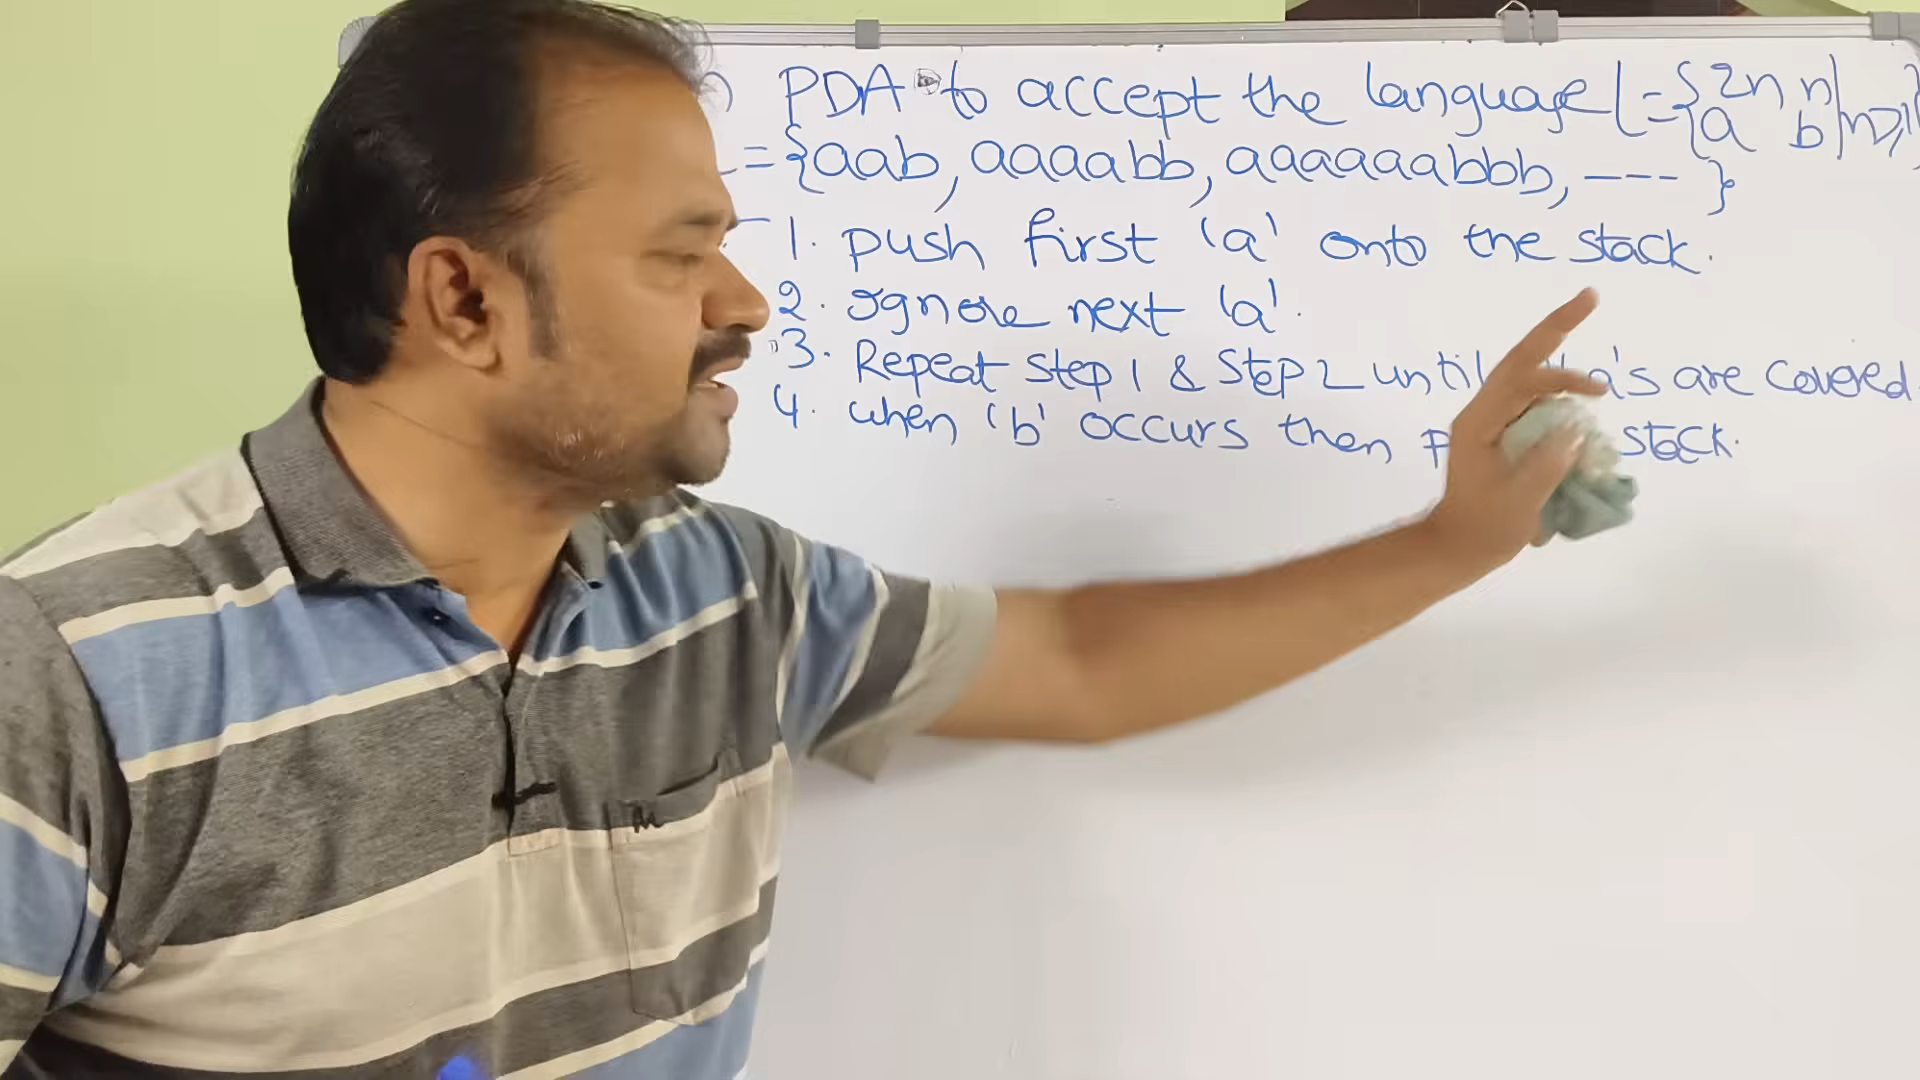 PDA to accept the language L={a^2n b^n|n≥1}
={aab, aaaabb, aaaaaabbb, --- }
1. push first 'a' onto the stack.
2. Ignore next 'a'.
3. Repeat step 1 & step 2 until a's are covered.
4. when 'b' occurs then stack.